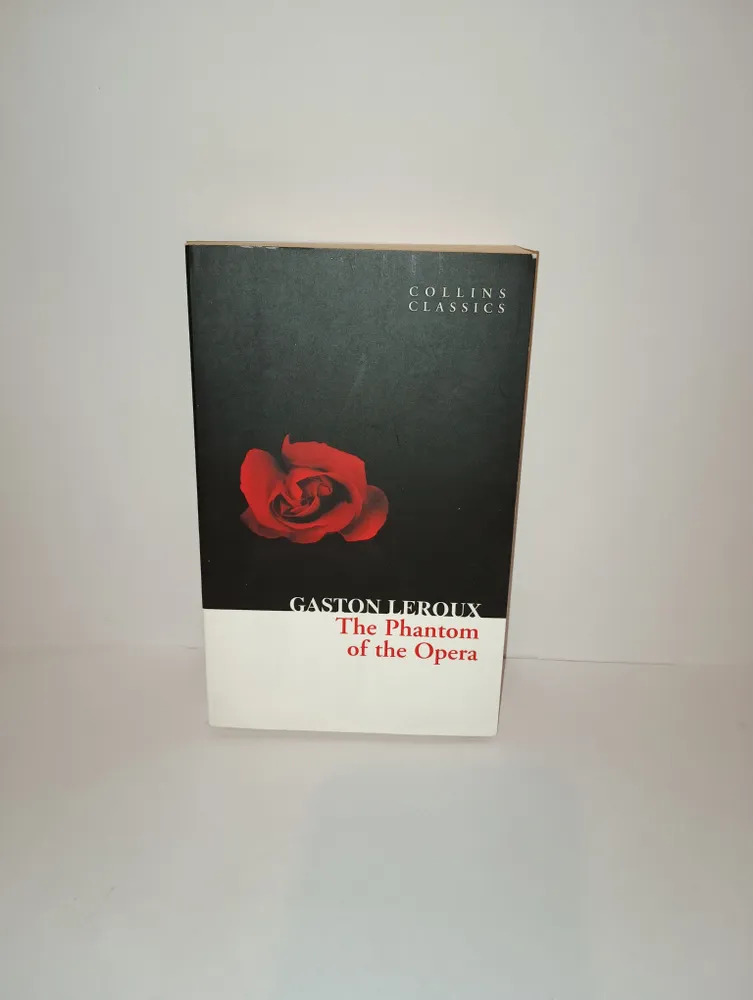 COLLINS
CLASSICS
GASTON LEROUX
The Phantom
of the Opera